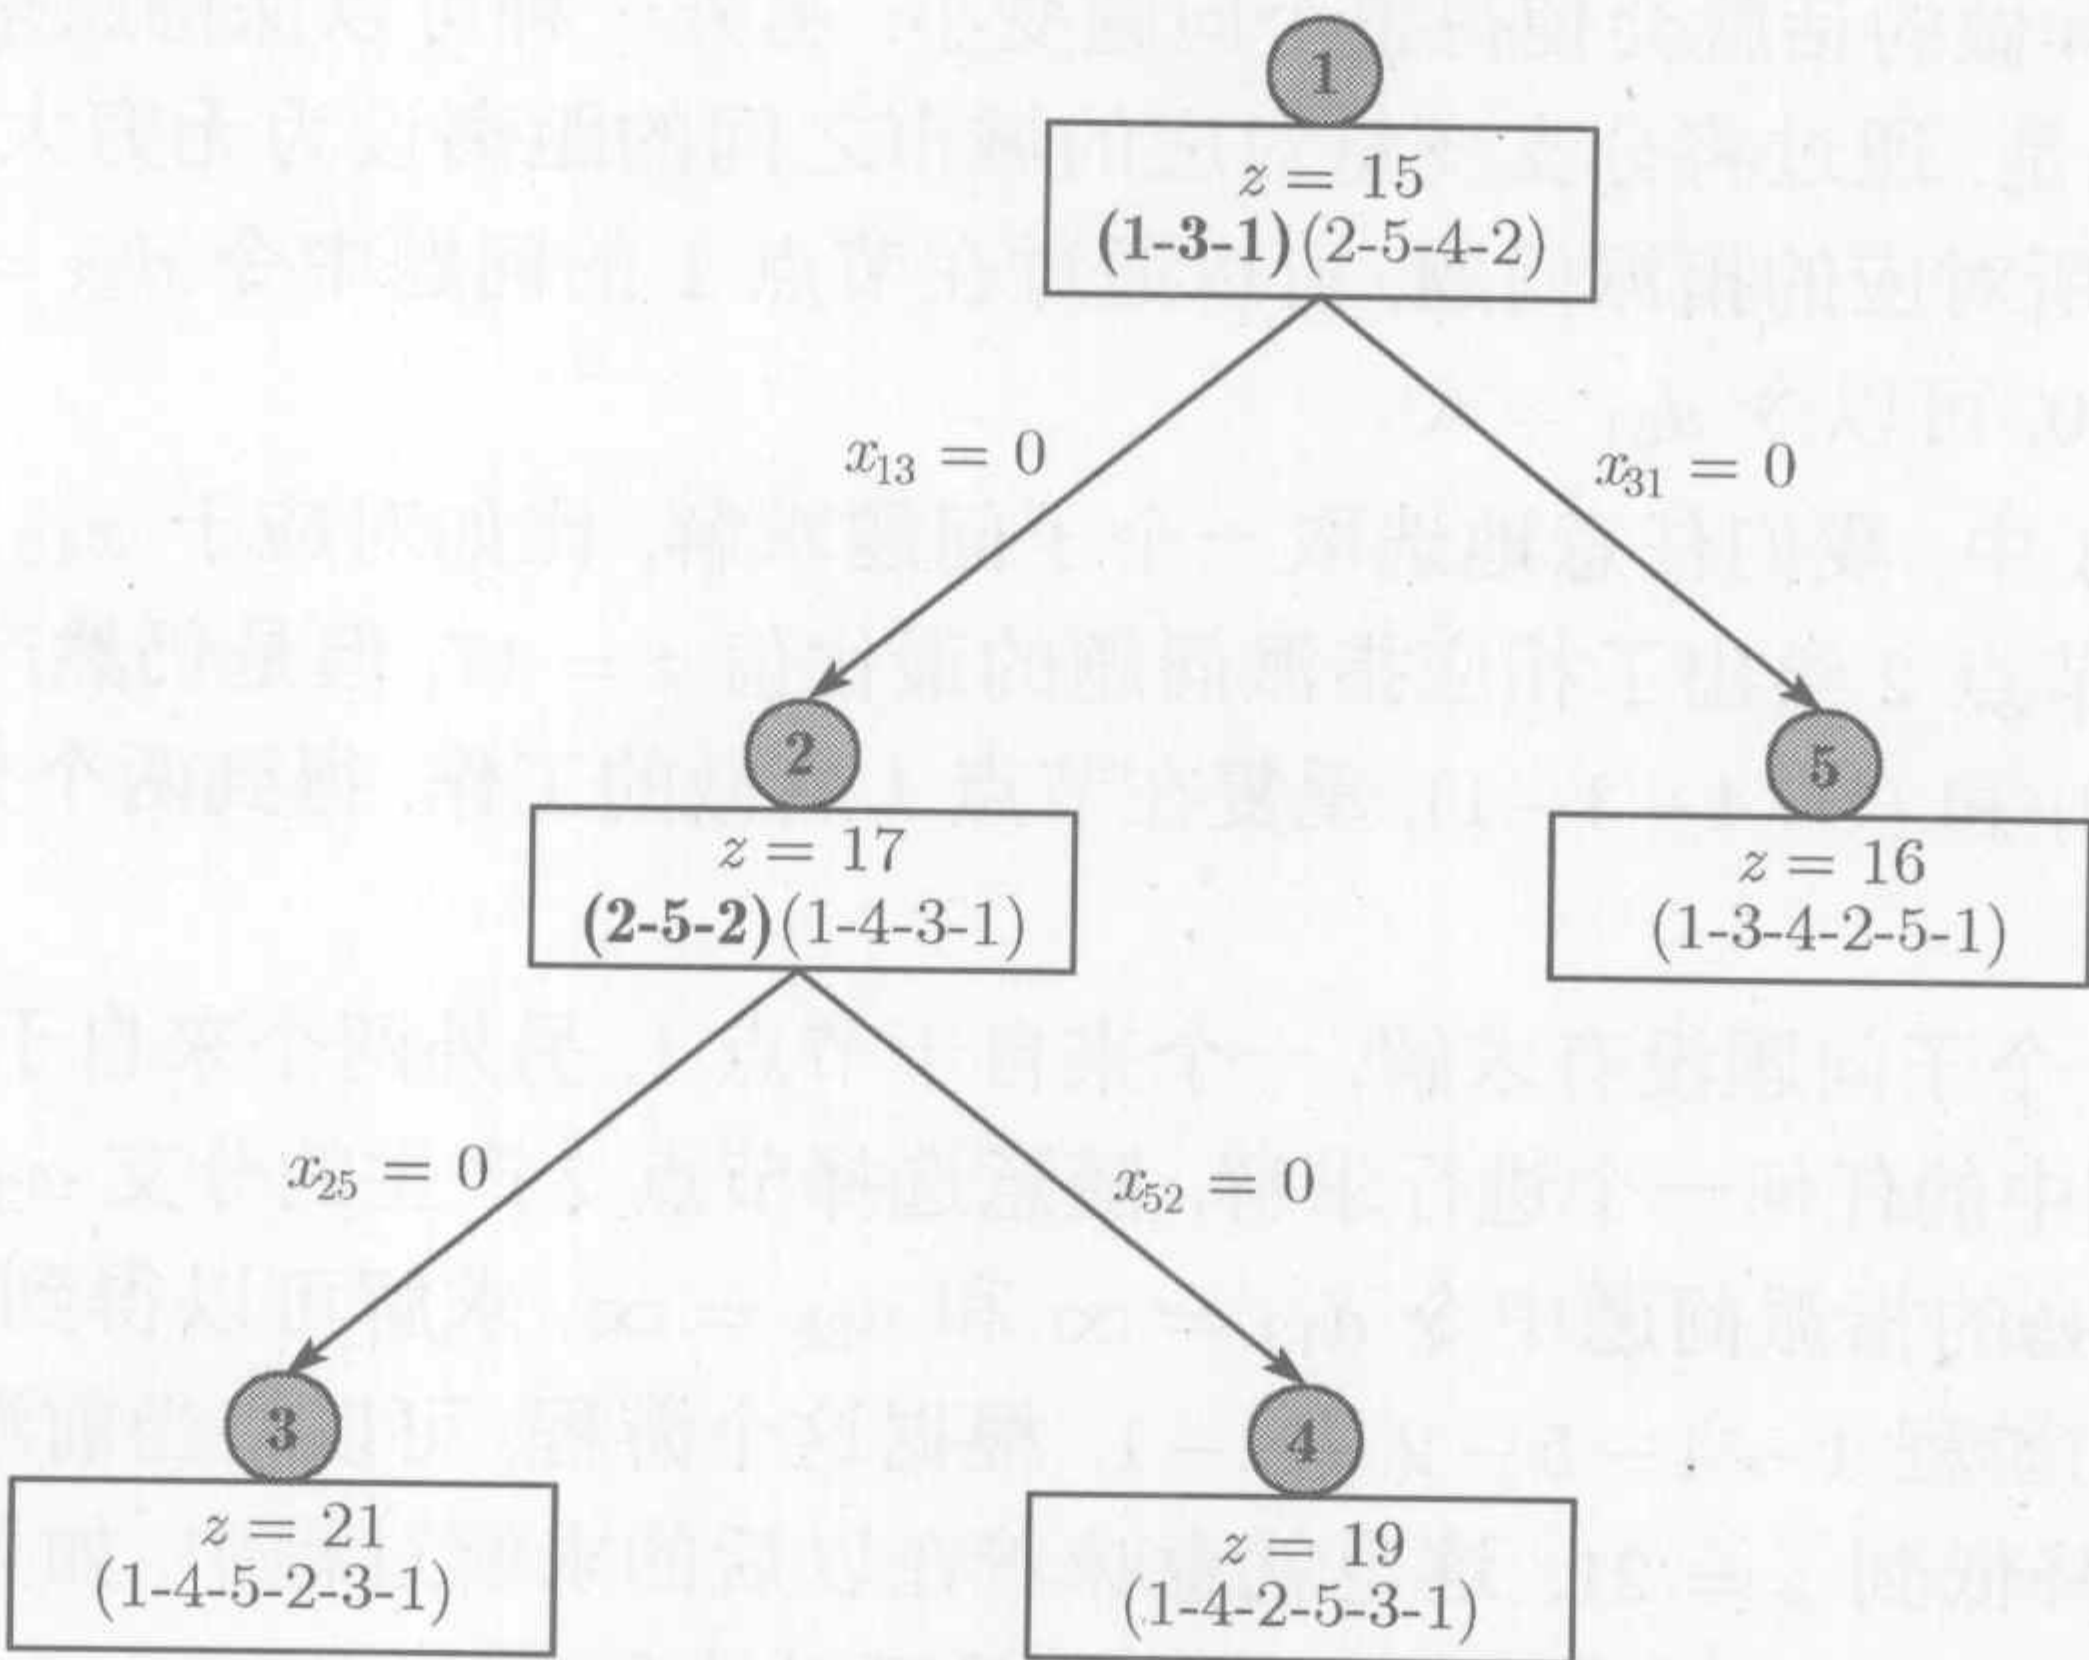 1
z = 15
(1-3-1)(2-5-4-2)
x₁₃ = 0
x₃₁ = 0
2
z = 17
(2-5-2)(1-4-3-1)
5
z = 16
(1-3-4-2-5-1)
x₂₅ = 0
x₅₂ = 0
3
z = 21
(1-4-5-2-3-1)
4
z = 19
(1-4-2-5-3-1)